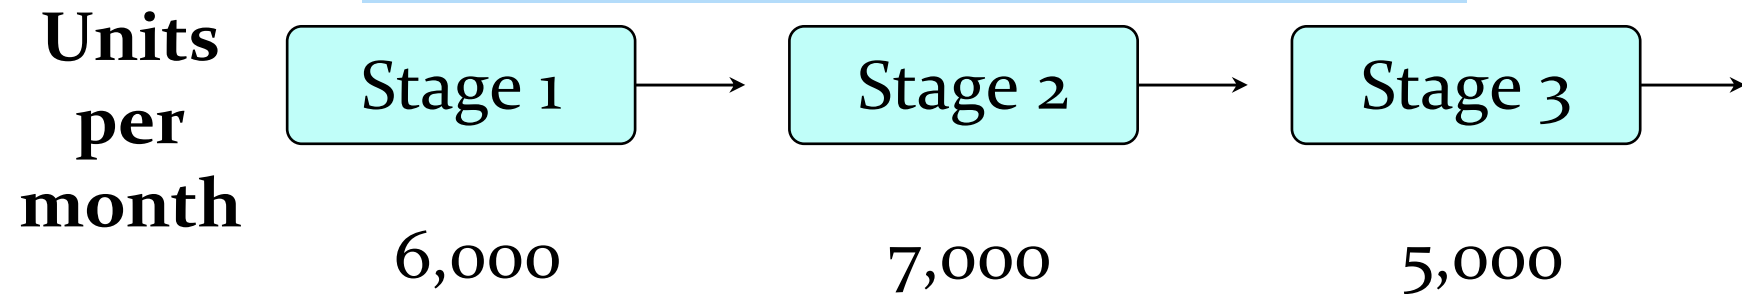 Units
per
month
Stage 1
Stage 2
Stage 3
6,000
7,000
5,000